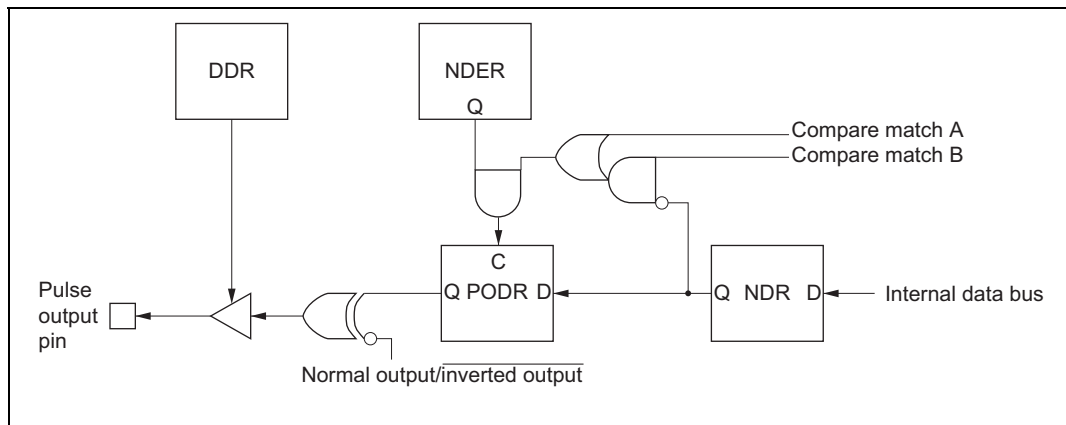 DDR
NDER
Q
Compare match A
Compare match B
C
Q PODR D
Q NDR D
Internal data bus
Pulse
output
pin
Normal output/inverted output